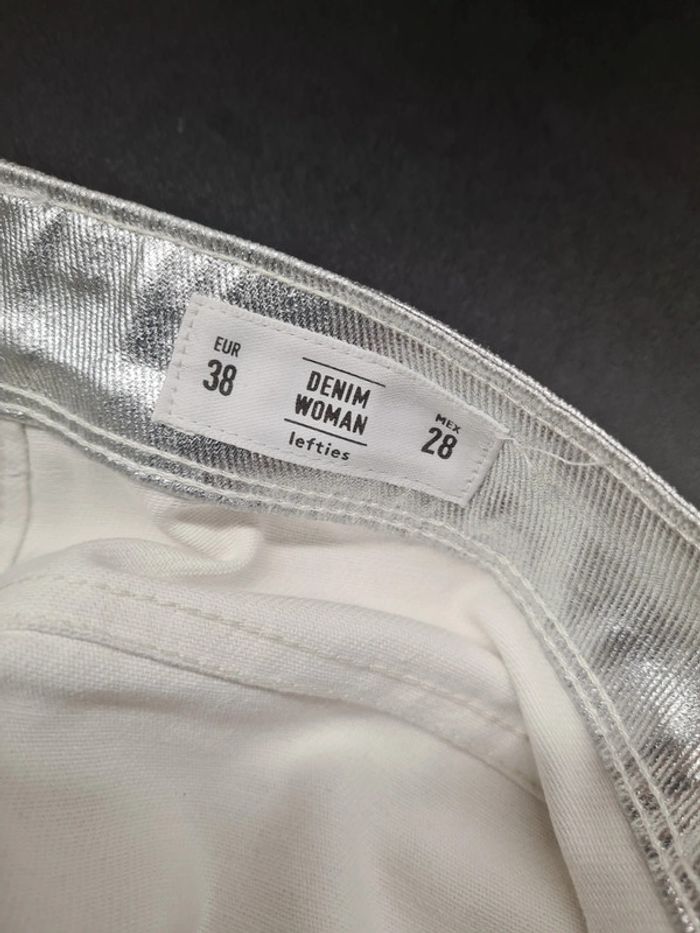 EUR
38
DENIM
WOMAN
lefties
MEX
28